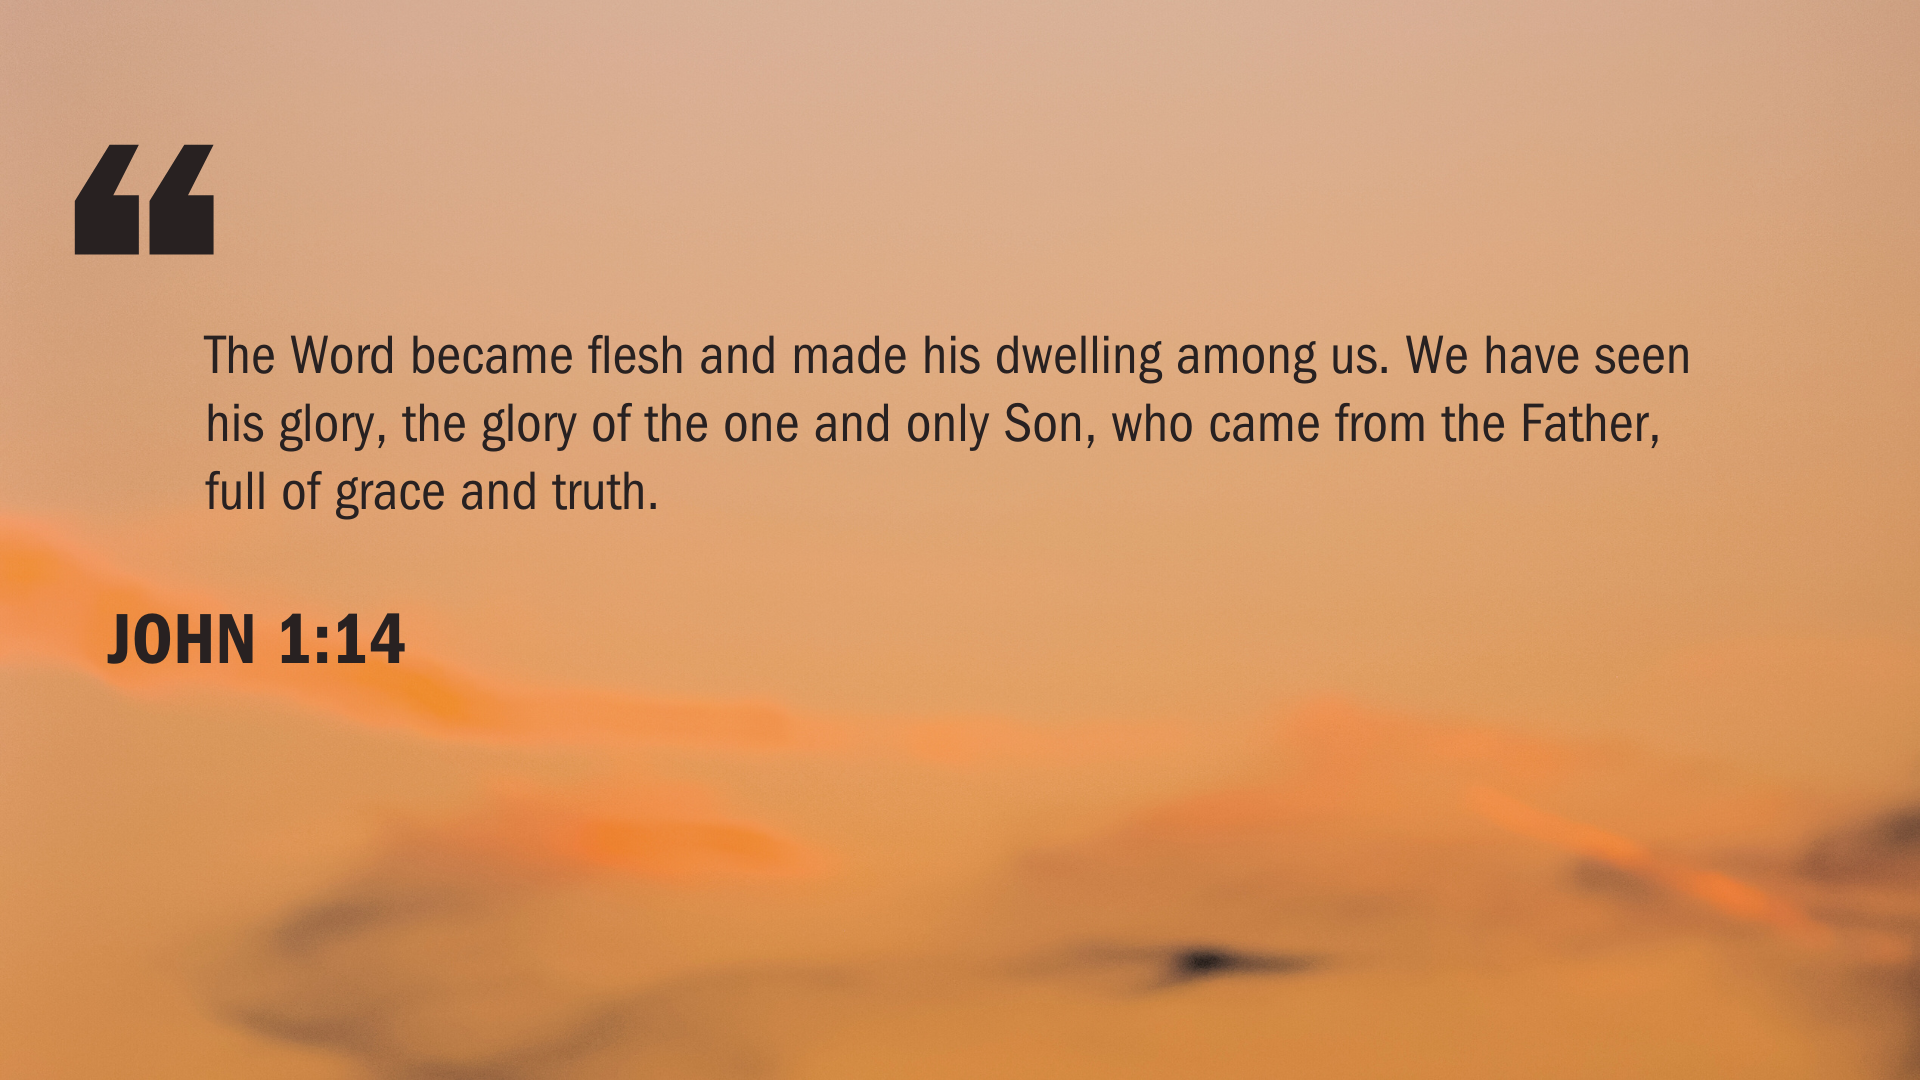 “
The Word became flesh and made his dwelling among us. We have seen
his glory, the glory of the one and only Son, who came from the Father,
full of grace and truth.
JOHN 1:14